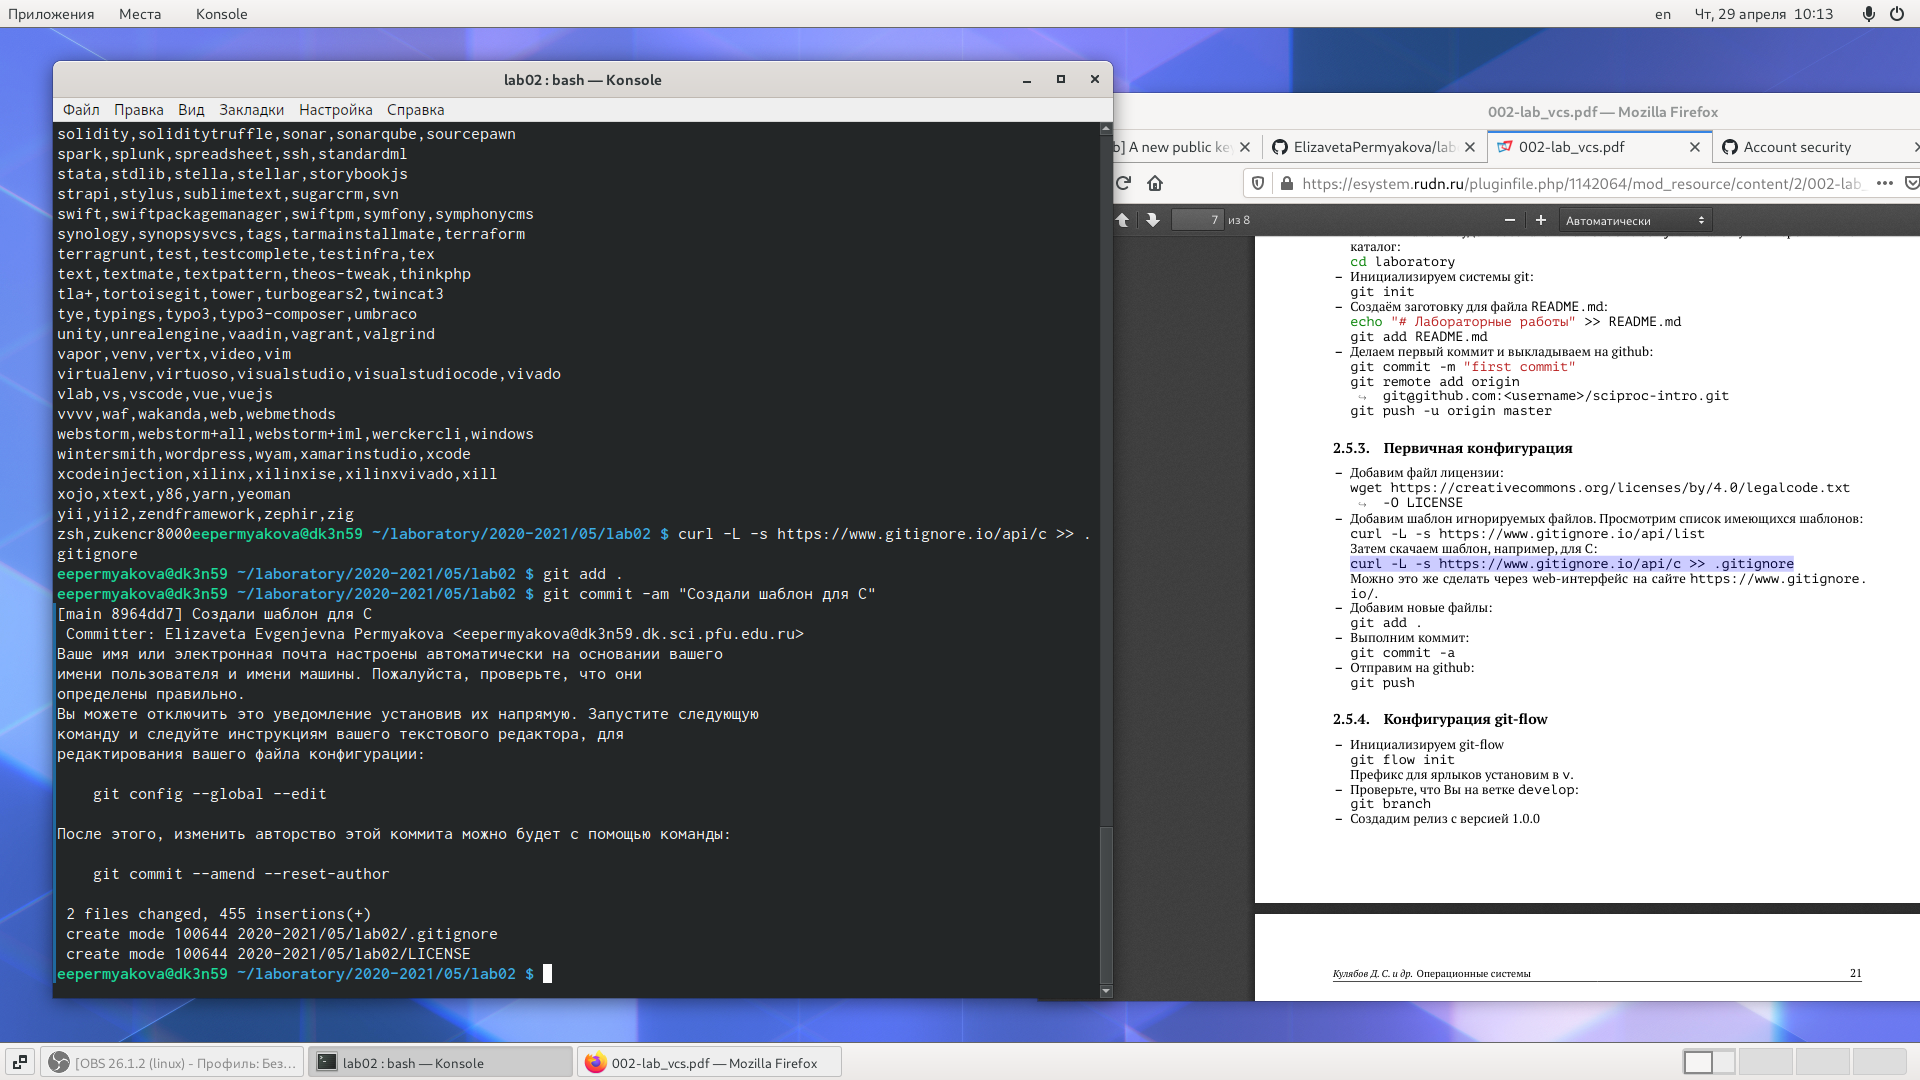 Приложения Места Konsole en Чт, 29 апреля 10:13
lab02 : bash — Konsole
Файл Правка Вид Закладки Настройка Справка
solidity,soliditytruffle,sonar,sonarqube,sourcepawn
spark,splunk,spreadsheet,ssh,standardml
stata,stdlib,stella,stellar,storybookjs
strapi,stylus,sublimetext,sugarcrm,svn
swift,swiftpackagemanager,swiftpm,symfony,symphonycms
synology,synopsysvcs,tags,tarmainstallmate,terraform
terragrunt,test,testcomplete,testinfra,tex
text,textmate,textpattern,theos-tweak,thinkphp
tla+,tortoisegit,tower,turbogears2,twincat3
tye,typings,typo3,typo3-composer,umbraco
unity,unrealengine,vaadin,vagrant,valgrind
vapor,venv,vertx,video,vim
virtualenv,virtuoso,visualstudio,visualstudiocode,vivado
vlab,vs,vscode,vue,vuejs
vvvv,waf,wakanda,web,webmethods
webstorm,webstorm+all,webstorm+iml,werckercli,windows
wintersmith,wordpress,wyam,xamarinstudio,xcode
xcodeinjection,xilinx,xilinxise,xilinxvivado,xill
xojo,xtext,y86,yarn,yeoman
yii,yii2,zendframework,zephir,zig
zsh,zukencr8000eepermyakova@dk3n59 ~/laboratory/2020-2021/05/lab02 $ curl -L -s https://www.gitignore.io/api/c >> .
gitignore
eepermyakova@dk3n59 ~/laboratory/2020-2021/05/lab02 $ git add .
eepermyakova@dk3n59 ~/laboratory/2020-2021/05/lab02 $ git commit -am "Создали шаблон для С"
[main 8964dd7] Создали шаблон для С
Committer: Elizaveta Evgenjevna Permyakova <eepermyakova@dk3n59.dk.sci.pfu.edu.ru>
Ваше имя или электронная почта настроены автоматически на основании вашего
имени пользователя и имени машины. Пожалуйста, проверьте, что они
определены правильно.
Вы можете отключить это уведомление установив их напрямую. Запустите следующую
команду и следуйте инструкциям вашего текстового редактора, для
редактирования вашего файла конфигурации:
git config --global --edit
После этого, изменить авторство этой коммита можно будет с помощью команды:
git commit --amend --reset-author
2 files changed, 455 insertions(+)
create mode 100644 2020-2021/05/lab02/.gitignore
create mode 100644 2020-2021/05/lab02/LICENSE
eepermyakova@dk3n59 ~/laboratory/2020-2021/05/lab02 $
002-lab_vcs.pdf — Mozilla Firefox
] A new public ke ElizavetaPermyakova/lab 002-lab_vcs.pdf Account security
https://esystem.rudn.ru/pluginfile.php/1142064/mod_resource/content/2/002-lab_
7 из 8 Автоматически
каталог:
cd laboratory
– Инициализируем системы git:
git init
– Создаём заготовку для файла README.md:
echo "# Лабораторные работы" >> README.md
git add README.md
– Делаем первый коммит и выкладываем на github:
git commit -m "first commit"
git remote add origin
↪ git@github.com:<username>/sciproc-intro.git
git push -u origin master
2.5.3. Первичная конфигурация
– Добавим файл лицензии:
wget https://creativecommons.org/licenses/by/4.0/legalcode.txt
↪ -O LICENSE
– Добавим шаблон игнорируемых файлов. Просмотрим список имеющихся шаблонов:
curl -L -s https://www.gitignore.io/api/list
Затем скачаем шаблон, например, для C:
curl -L -s https://www.gitignore.io/api/c >> .gitignore
Можно это же сделать через web-интерфейс на сайте https://www.gitignore.
io/.
– Добавим новые файлы:
git add .
– Выполним коммит:
git commit -a
– Отправим на github:
git push
2.5.4. Конфигурация git-flow
– Инициализируем git-flow
git flow init
Префикс для ярлыков установим в v.
– Проверьте, что Вы на ветке develop:
git branch
– Создадим релиз с версией 1.0.0
Кулябов Д. С. и др. Операционные системы 21
[OBS 26.1.2 (linux) - Профиль: Без... lab02 : bash — Konsole 002-lab_vcs.pdf — Mozilla Firefox